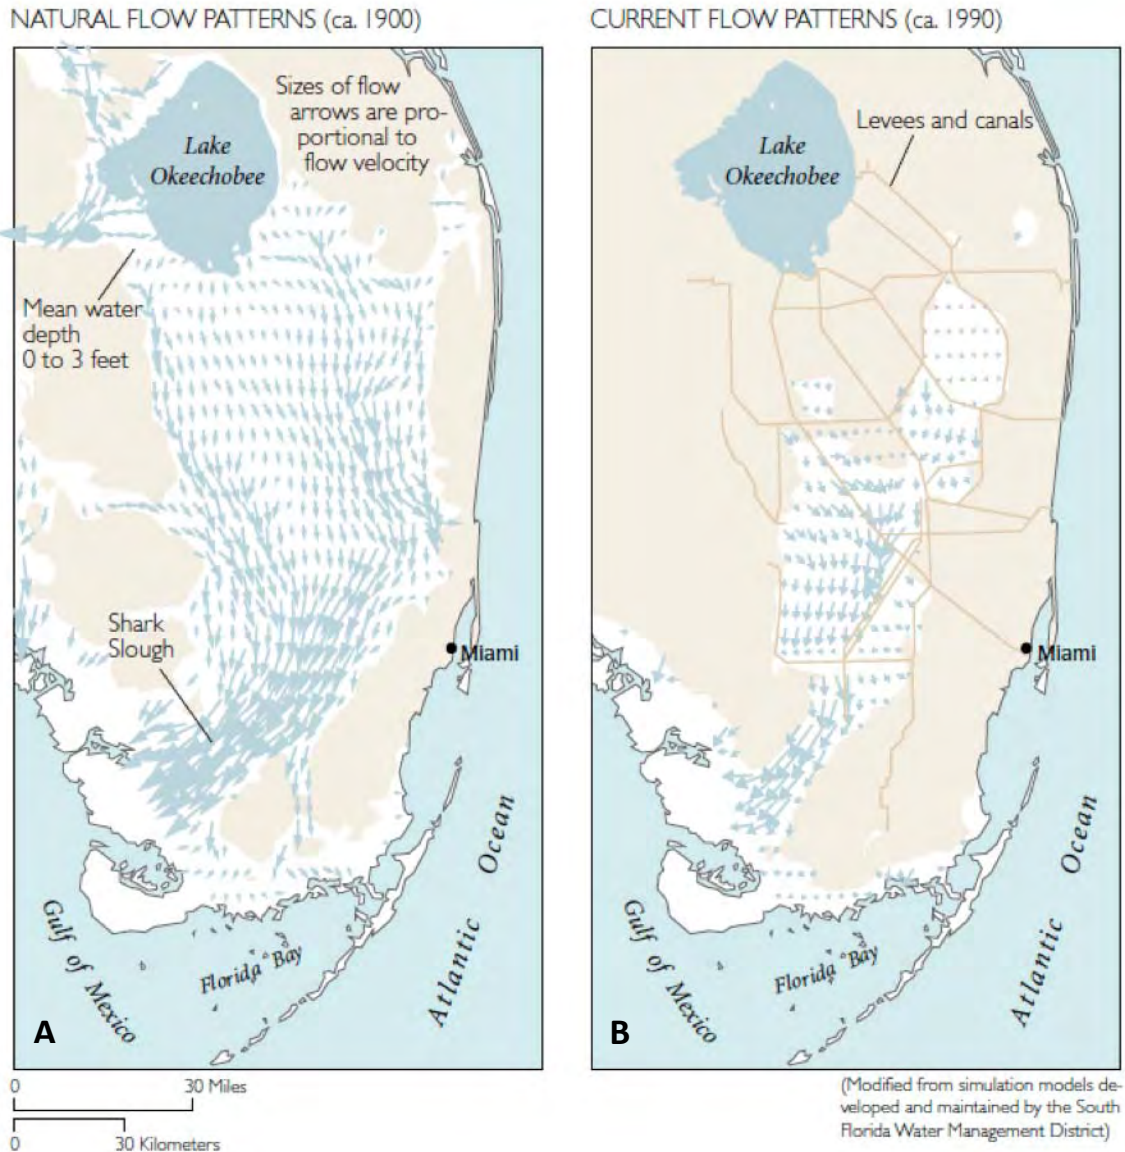 NATURAL FLOW PATTERNS (ca. 1900)
Sizes of flow
arrows are pro-
portional to
flow velocity
Lake
Okeechobee
Mean water
depth
0 to 3 feet
Shark
Slough
Miami
Gulf of Mexico
Florida Bay
Atlantic Ocean
A
0 30 Miles
0 30 Kilometers
CURRENT FLOW PATTERNS (ca. 1990)
Levees and canals
Lake
Okeechobee
Miami
Gulf of Mexico
Florida Bay
Atlantic Ocean
B
(Modified from simulation models de-
veloped and maintained by the South
Florida Water Management District)